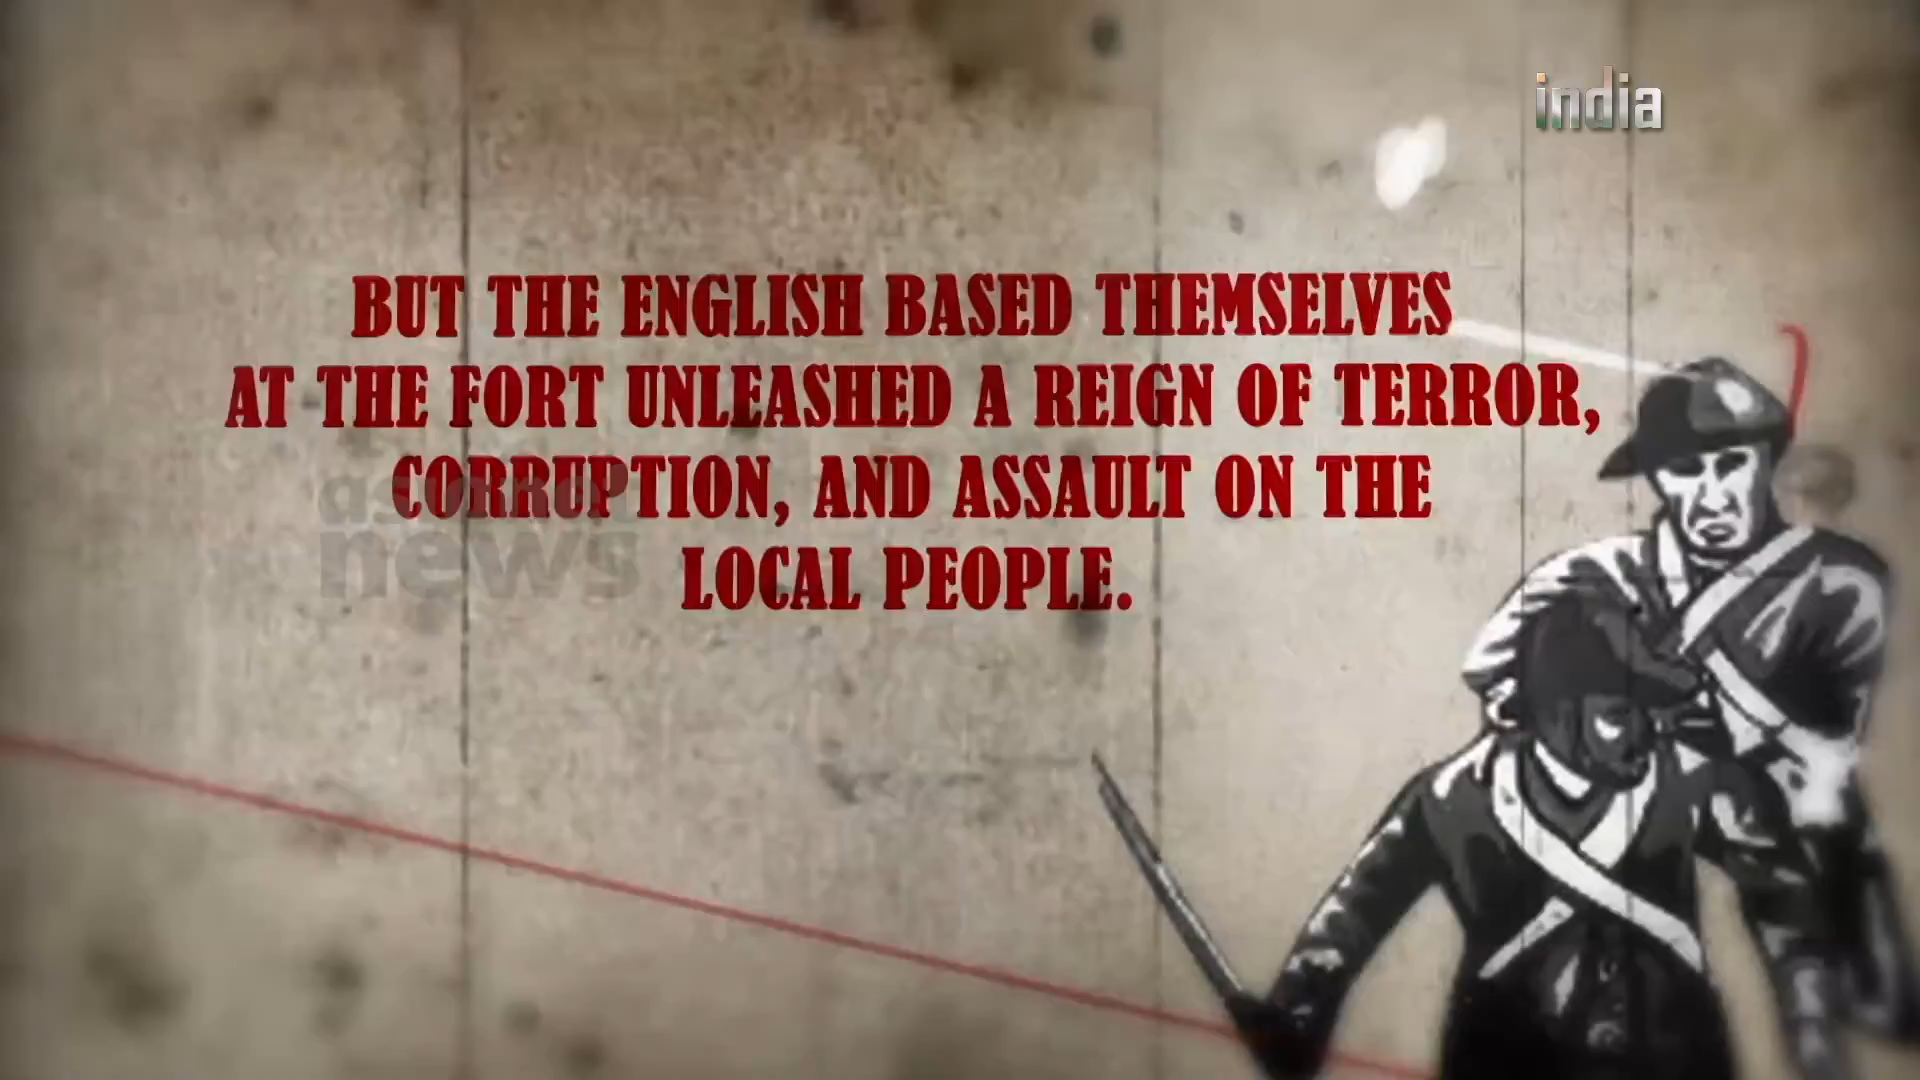 india
BUT THE ENGLISH BASED THEMSELVES
AT THE FORT UNLEASHED A REIGN OF TERROR,
CORRUPTION, AND ASSAULT ON THE
LOCAL PEOPLE.
news